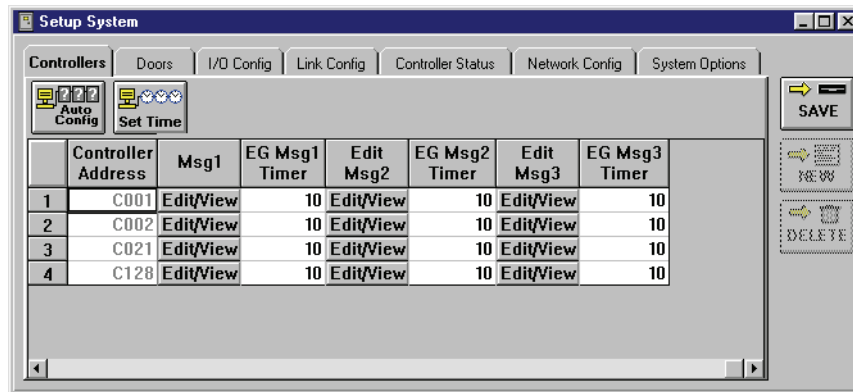 Setup System
Controllers Doors I/O Config Link Config Controller Status Network Config System Options
??? Auto Config Set Time SAVE
Controller Address Msg1 EG Msg1 Timer Edit Msg2 EG Msg2 Timer Edit Msg3 EG Msg3 Timer
NEW
1 C001 Edit/View 10 Edit/View 10 Edit/View 10
2 C002 Edit/View 10 Edit/View 10 Edit/View 10
3 C021 Edit/View 10 Edit/View 10 Edit/View 10
DELETE
4 C128 Edit/View 10 Edit/View 10 Edit/View 10